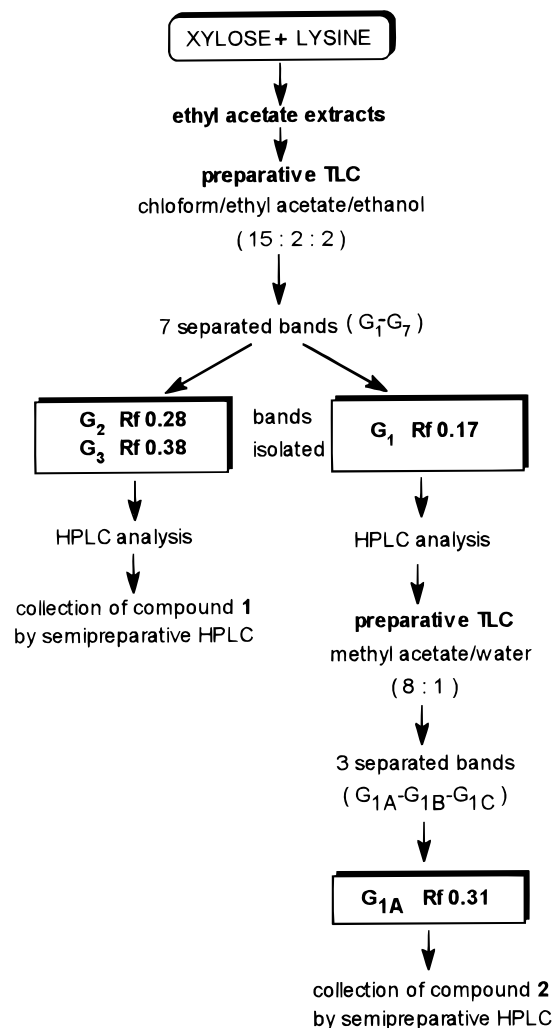 XYLOSE + LYSINE
ethyl acetate extracts
preparative TLC
chloform/ethyl acetate/ethanol
( 15 : 2 : 2 )
7 separated bands ( G₁-G₇ )
G₂ Rf 0.28
G₃ Rf 0.38
bands
isolated
G₁ Rf 0.17
HPLC analysis
collection of compound 1
by semipreparative HPLC
HPLC analysis
preparative TLC
methyl acetate/water
( 8 : 1 )
3 separated bands
( G1A-G1B-G1C )
G1A Rf 0.31
collection of compound 2
by semipreparative HPLC